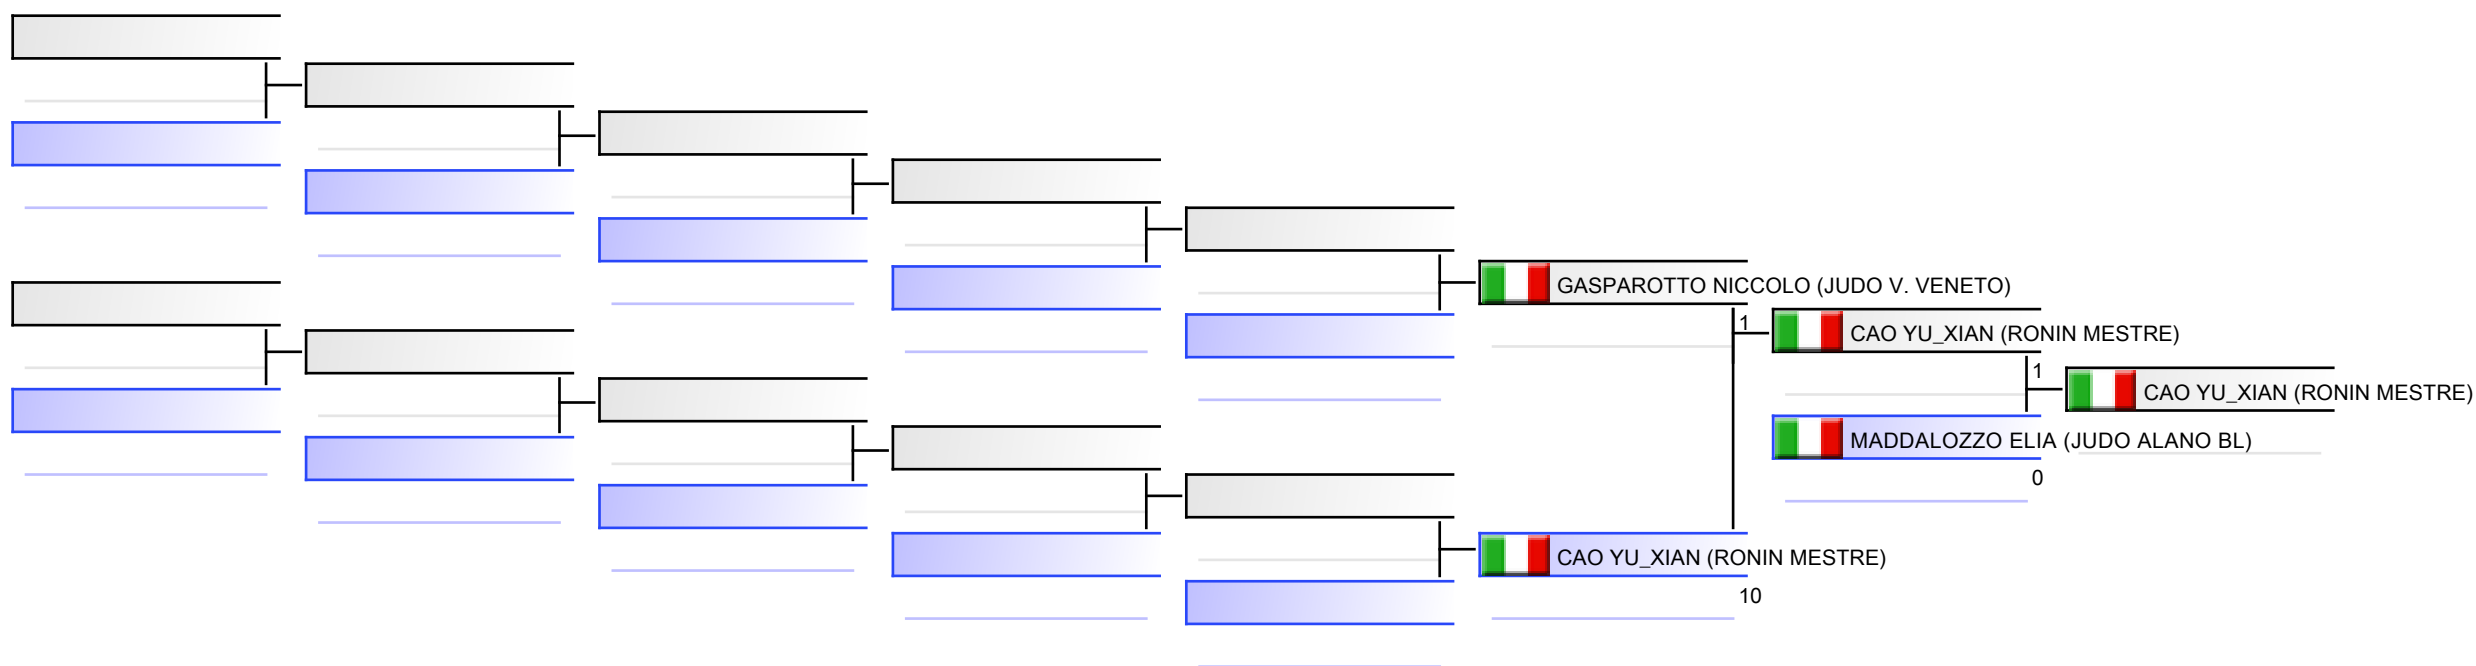 GASPAROTTO NICCOLO (JUDO V. VENETO)
1
CAO YU_XIAN (RONIN MESTRE)
1
CAO YU_XIAN (RONIN MESTRE)
MADDALOZZO ELIA (JUDO ALANO BL)
0
CAO YU_XIAN (RONIN MESTRE)
10